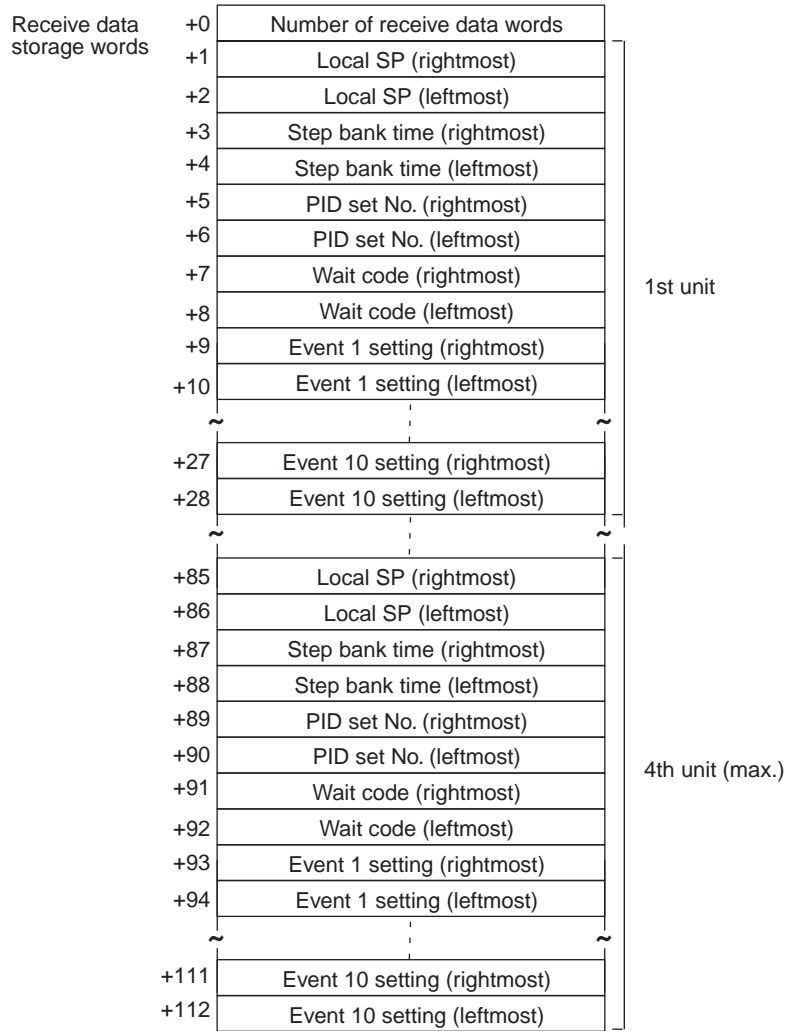 Receive data
storage words
+0 Number of receive data words
+1 Local SP (rightmost)
+2 Local SP (leftmost)
+3 Step bank time (rightmost)
+4 Step bank time (leftmost)
+5 PID set No. (rightmost)
+6 PID set No. (leftmost)
+7 Wait code (rightmost)
+8 Wait code (leftmost)
+9 Event 1 setting (rightmost)
+10 Event 1 setting (leftmost)
~ ~
+27 Event 10 setting (rightmost)
+28 Event 10 setting (leftmost)
1st unit
~ ~
+85 Local SP (rightmost)
+86 Local SP (leftmost)
+87 Step bank time (rightmost)
+88 Step bank time (leftmost)
+89 PID set No. (rightmost)
+90 PID set No. (leftmost)
+91 Wait code (rightmost)
+92 Wait code (leftmost)
+93 Event 1 setting (rightmost)
+94 Event 1 setting (leftmost)
~ ~
+111 Event 10 setting (rightmost)
+112 Event 10 setting (leftmost)
4th unit (max.)